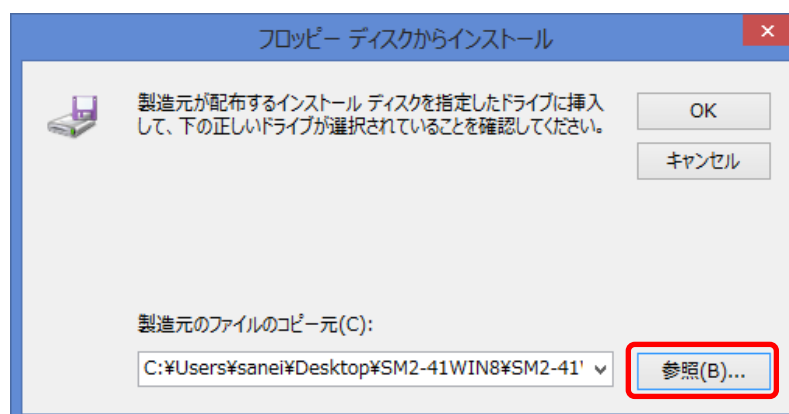 フロッピー ディスクからインストール
製造元が配布するインストール ディスクを指定したドライブに挿入
して、下の正しいドライブが選択されていることを確認してください。
OK
キャンセル
製造元のファイルのコピー元(C):
C:¥Users¥sanei¥Desktop¥SM2-41WIN8¥SM2-41'
参照(B)...